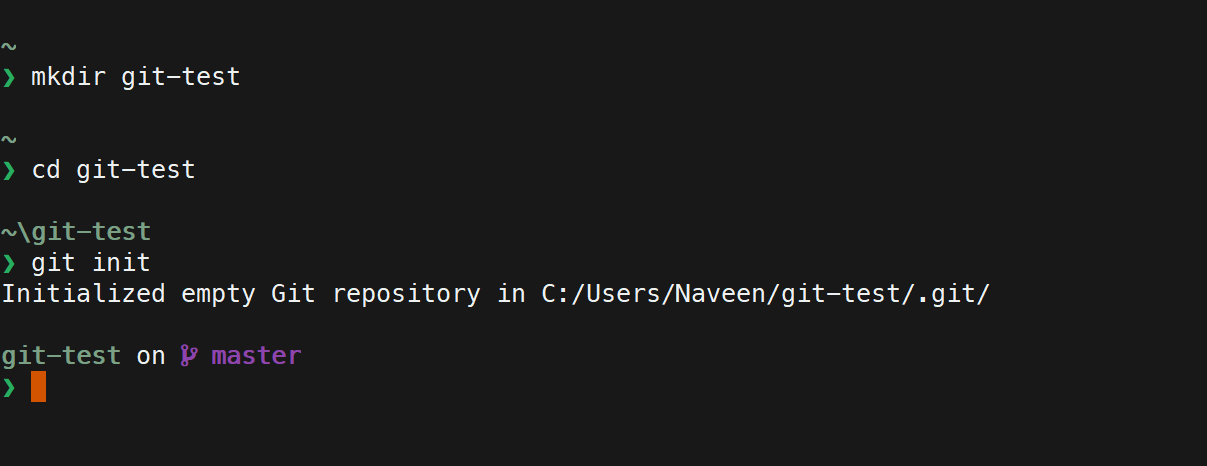 ~
❯ mkdir git-test
~
❯ cd git-test
~\git-test
❯ git init
Initialized empty Git repository in C:/Users/Naveen/git-test/.git/
git-test on  master
❯